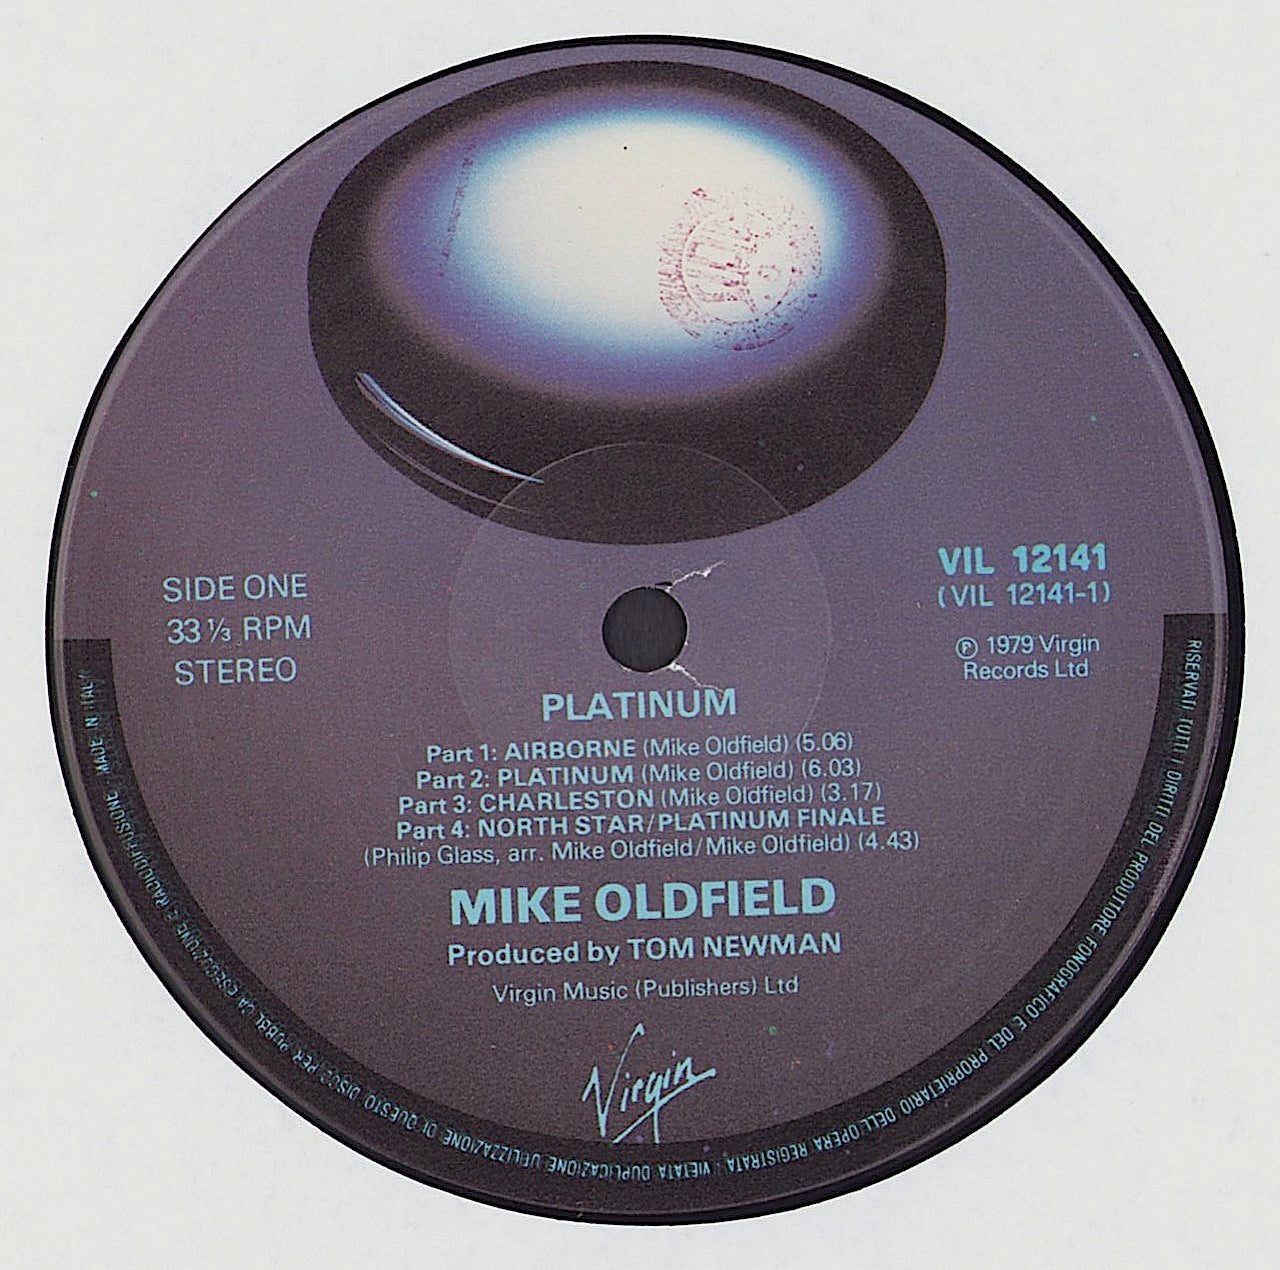 SIDE ONE
33 ⅓ RPM
STEREO
VIL 12141
(VIL 12141-1)
℗ 1979 Virgin
Records Ltd
PLATINUM
Part 1: AIRBORNE (Mike Oldfield) (5.06)
Part 2: PLATINUM (Mike Oldfield) (6.03)
Part 3: CHARLESTON (Mike Oldfield) (3.17)
Part 4: NORTH STAR/PLATINUM FINALE
(Philip Glass, arr. Mike Oldfield/Mike Oldfield) (4.43)
MIKE OLDFIELD
Produced by TOM NEWMAN
Virgin Music (Publishers) Ltd
Virgin
RISERVATI TUTTI I DIRITTI DEL PRODUTTORE FONOGRAFICO E DEL PROPRIETARIO DELL'OPERA REGISTRATA - VIETATA DUPLICAZIONE UTILIZZAZIONE DI QUESTO DISCO PER PUBBLICA ESECUZIONE E RADIODIFFUSIONE MADE IN ITALY